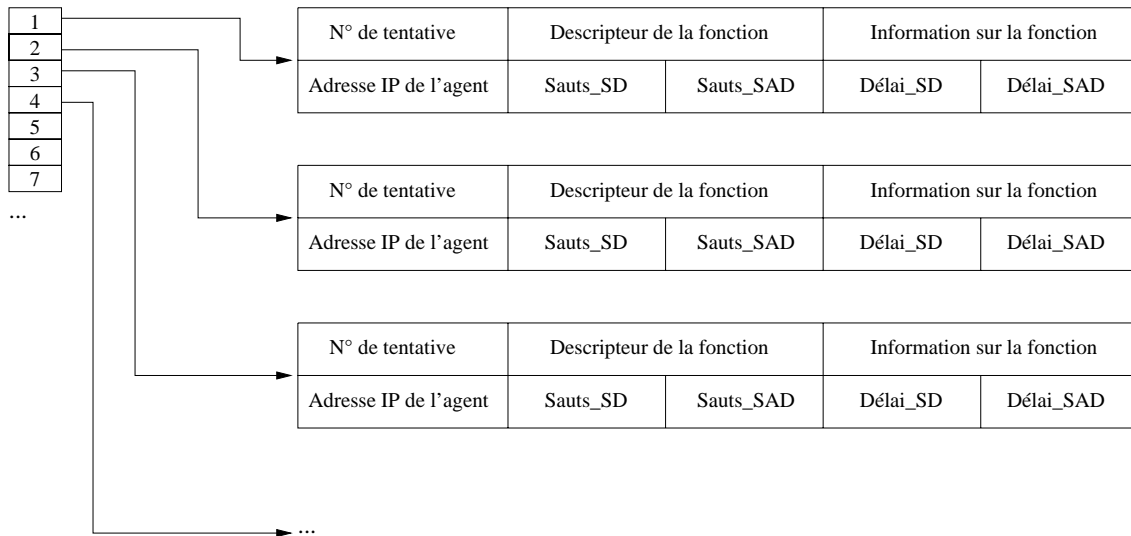 1
2
3
4
5
6
7
...
N° de tentative Descripteur de la fonction Information sur la fonction
Adresse IP de l'agent Sauts_SD Sauts_SAD Délai_SD Délai_SAD
N° de tentative Descripteur de la fonction Information sur la fonction
Adresse IP de l'agent Sauts_SD Sauts_SAD Délai_SD Délai_SAD
N° de tentative Descripteur de la fonction Information sur la fonction
Adresse IP de l'agent Sauts_SD Sauts_SAD Délai_SD Délai_SAD
...